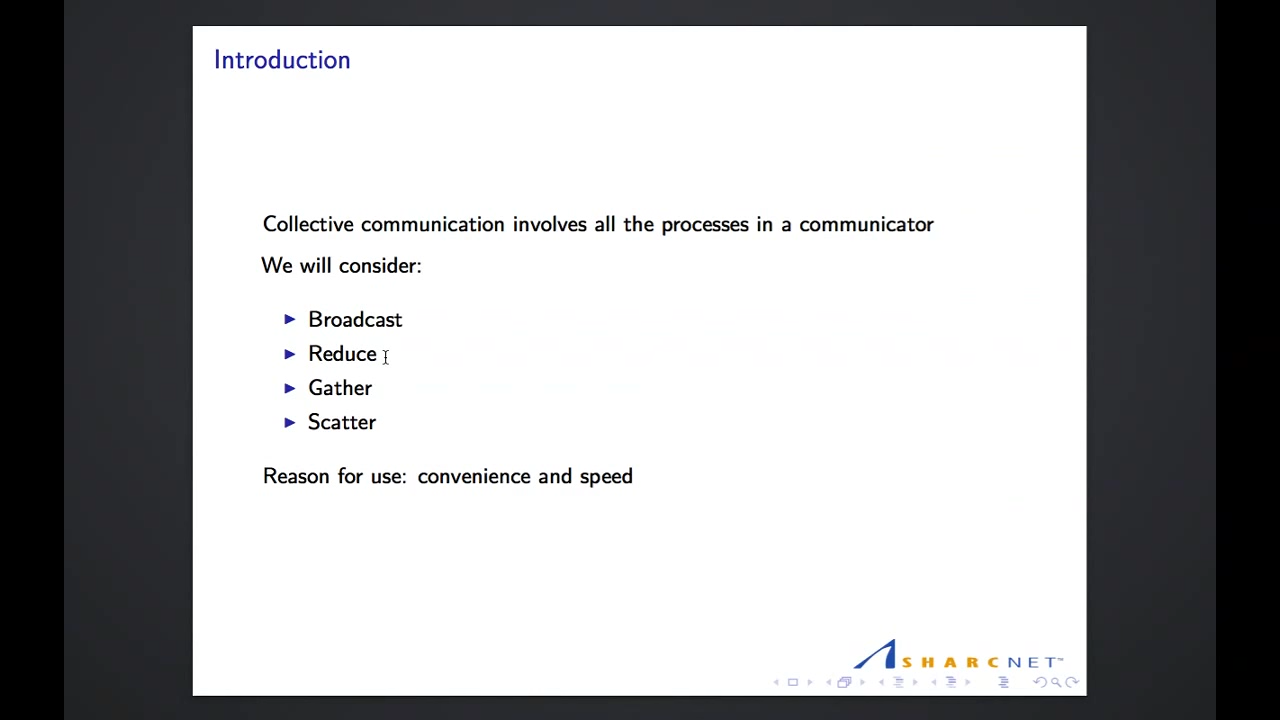 Introduction
Collective communication involves all the processes in a communicator
We will consider:
Broadcast
Reduce
Gather
Scatter
Reason for use: convenience and speed
SHARCNET™